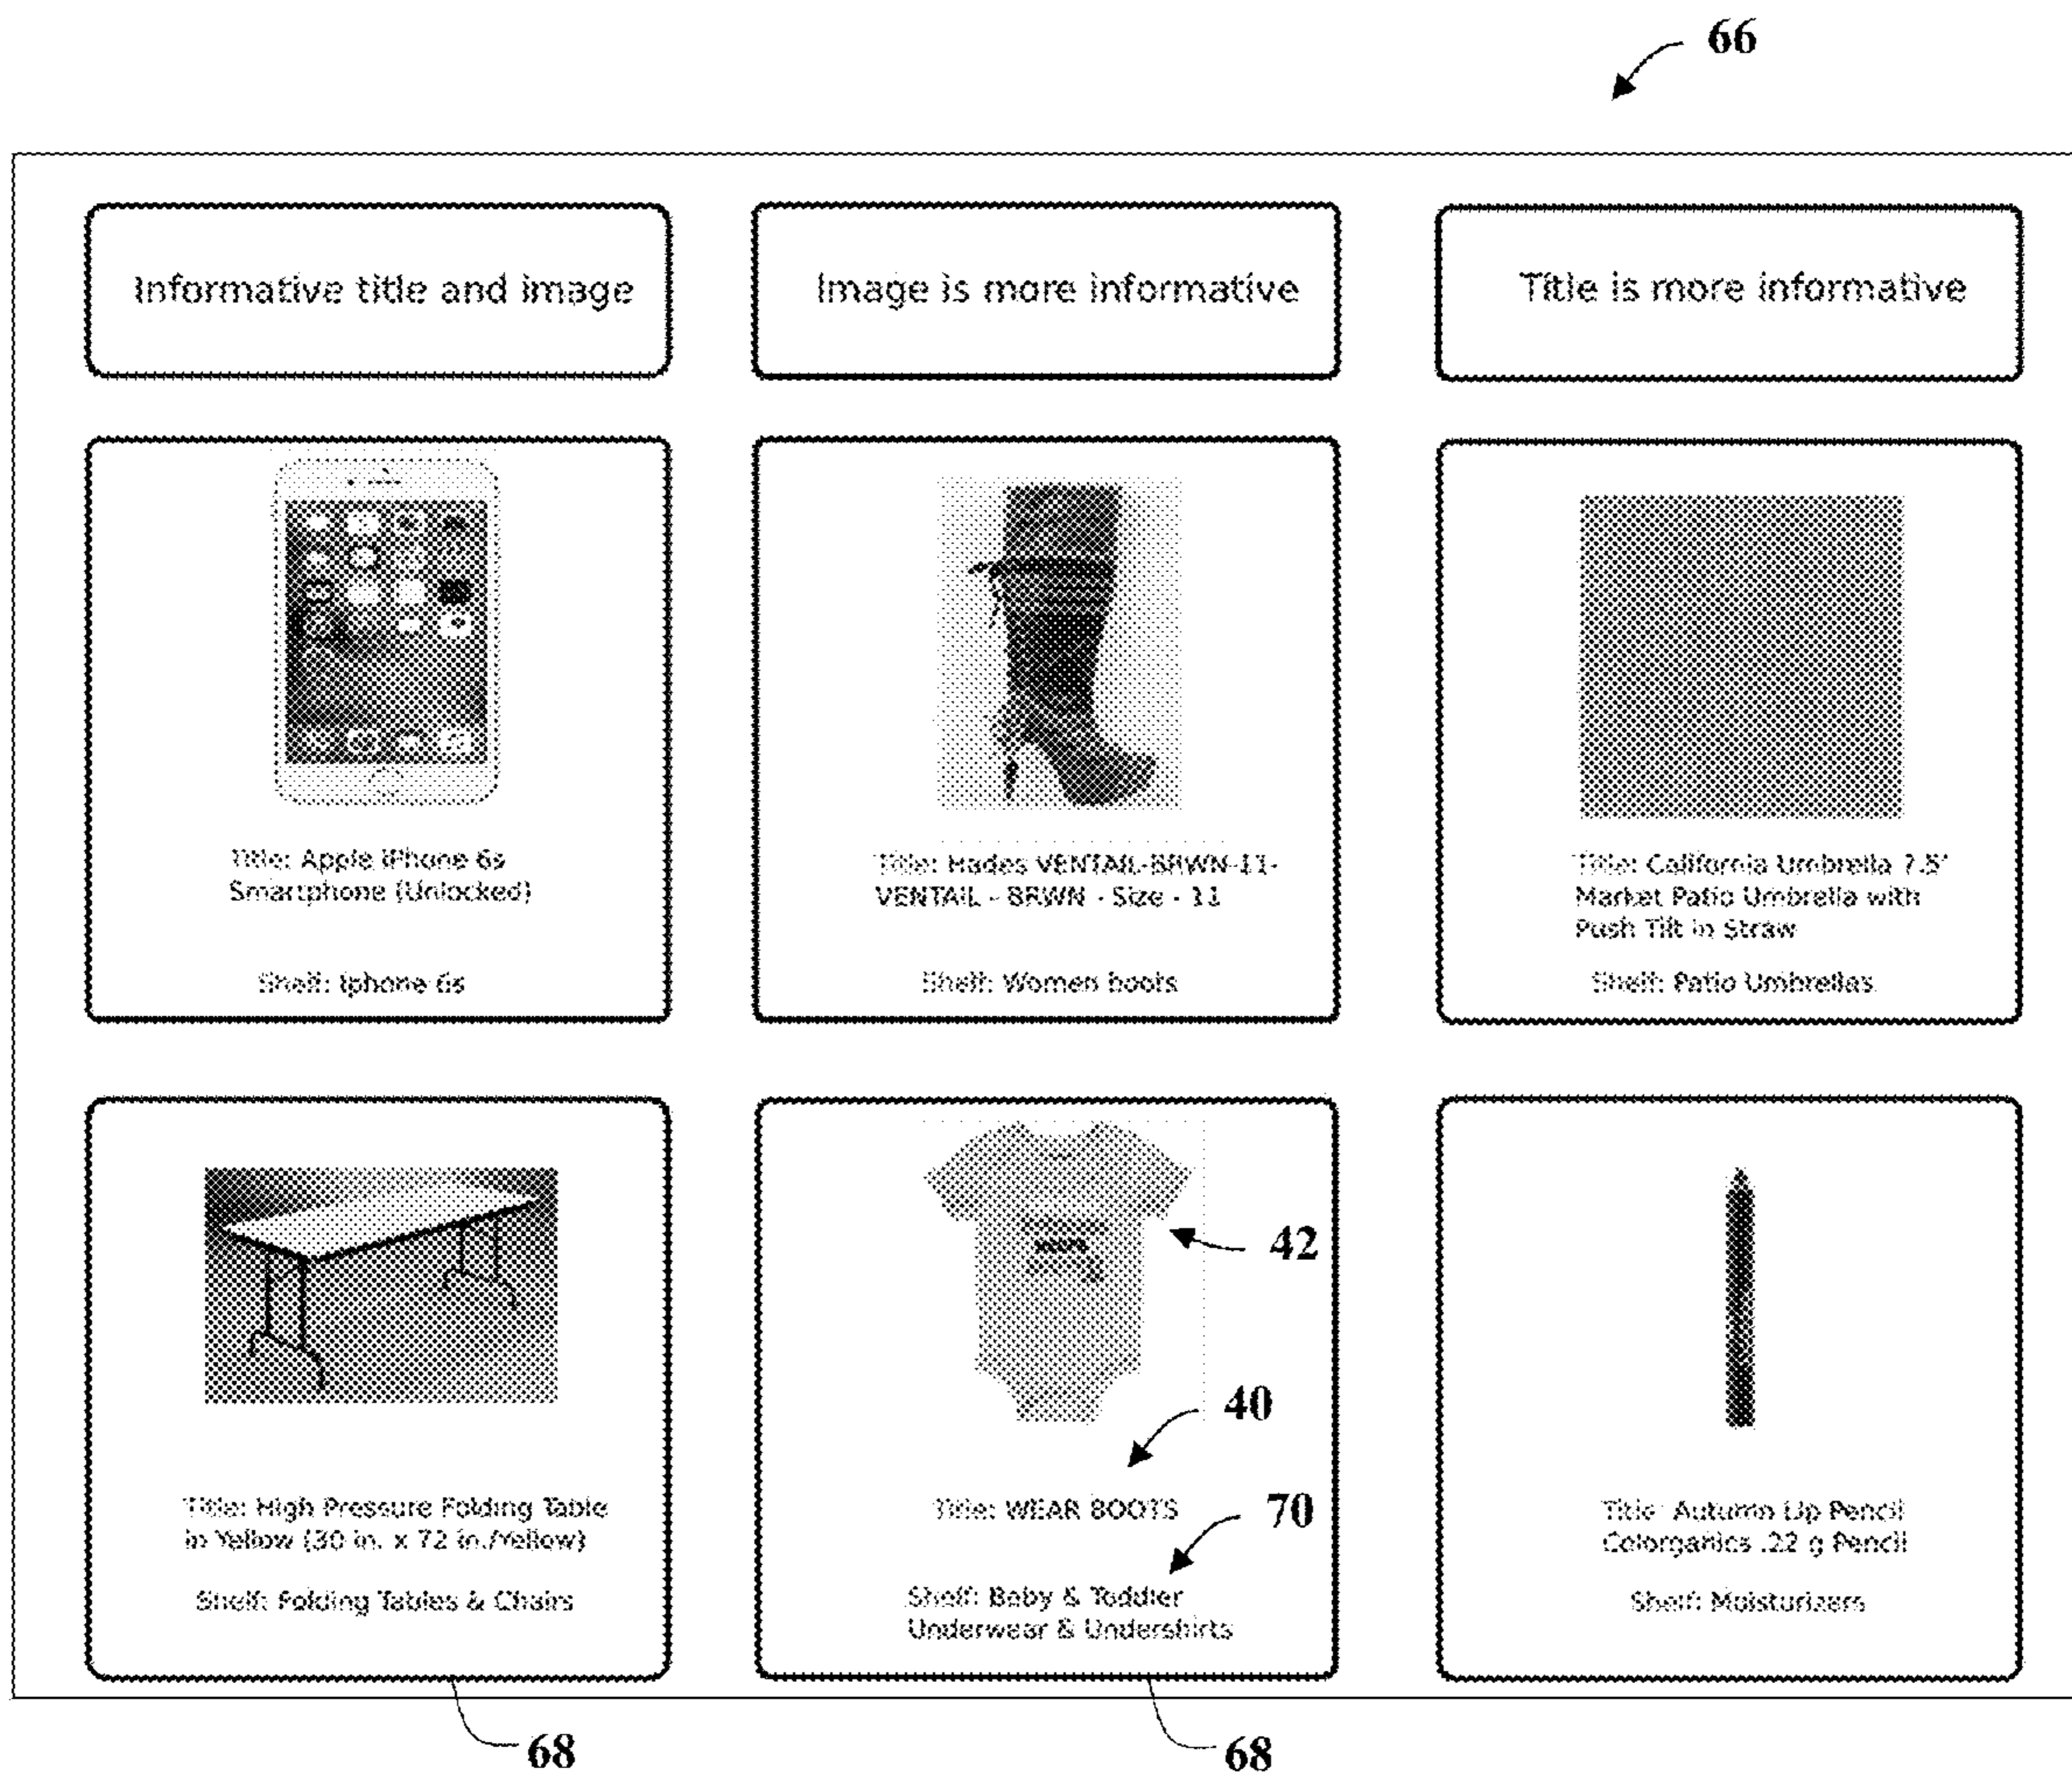 66
Informative title and image
Image is more informative
Title is more informative
Title: Apple iPhone 6s
Smartphone (Unlocked)
Shelf: Iphone 6s
Title: Hades VENTAIL-BRWN-11-
VENTAIL - BRWN - Size - 11
Shelf: Women boots
Title: California Umbrella 7.5'
Market Patio Umbrella with
Push Tilt in Straw
Shelf: Patio Umbrellas
Title: High Pressure Folding Table
in Yellow (30 in. x 72 in./Yellow)
Shelf: Folding Tables & Chairs
42
40
Title: WEAR BOOTS
70
Shelf: Baby & Toddler
Underwear & Undershirts
Title: Autumn Lip Pencil
Colorganics .22 g Pencil
Shelf: Moisturizers
68
68